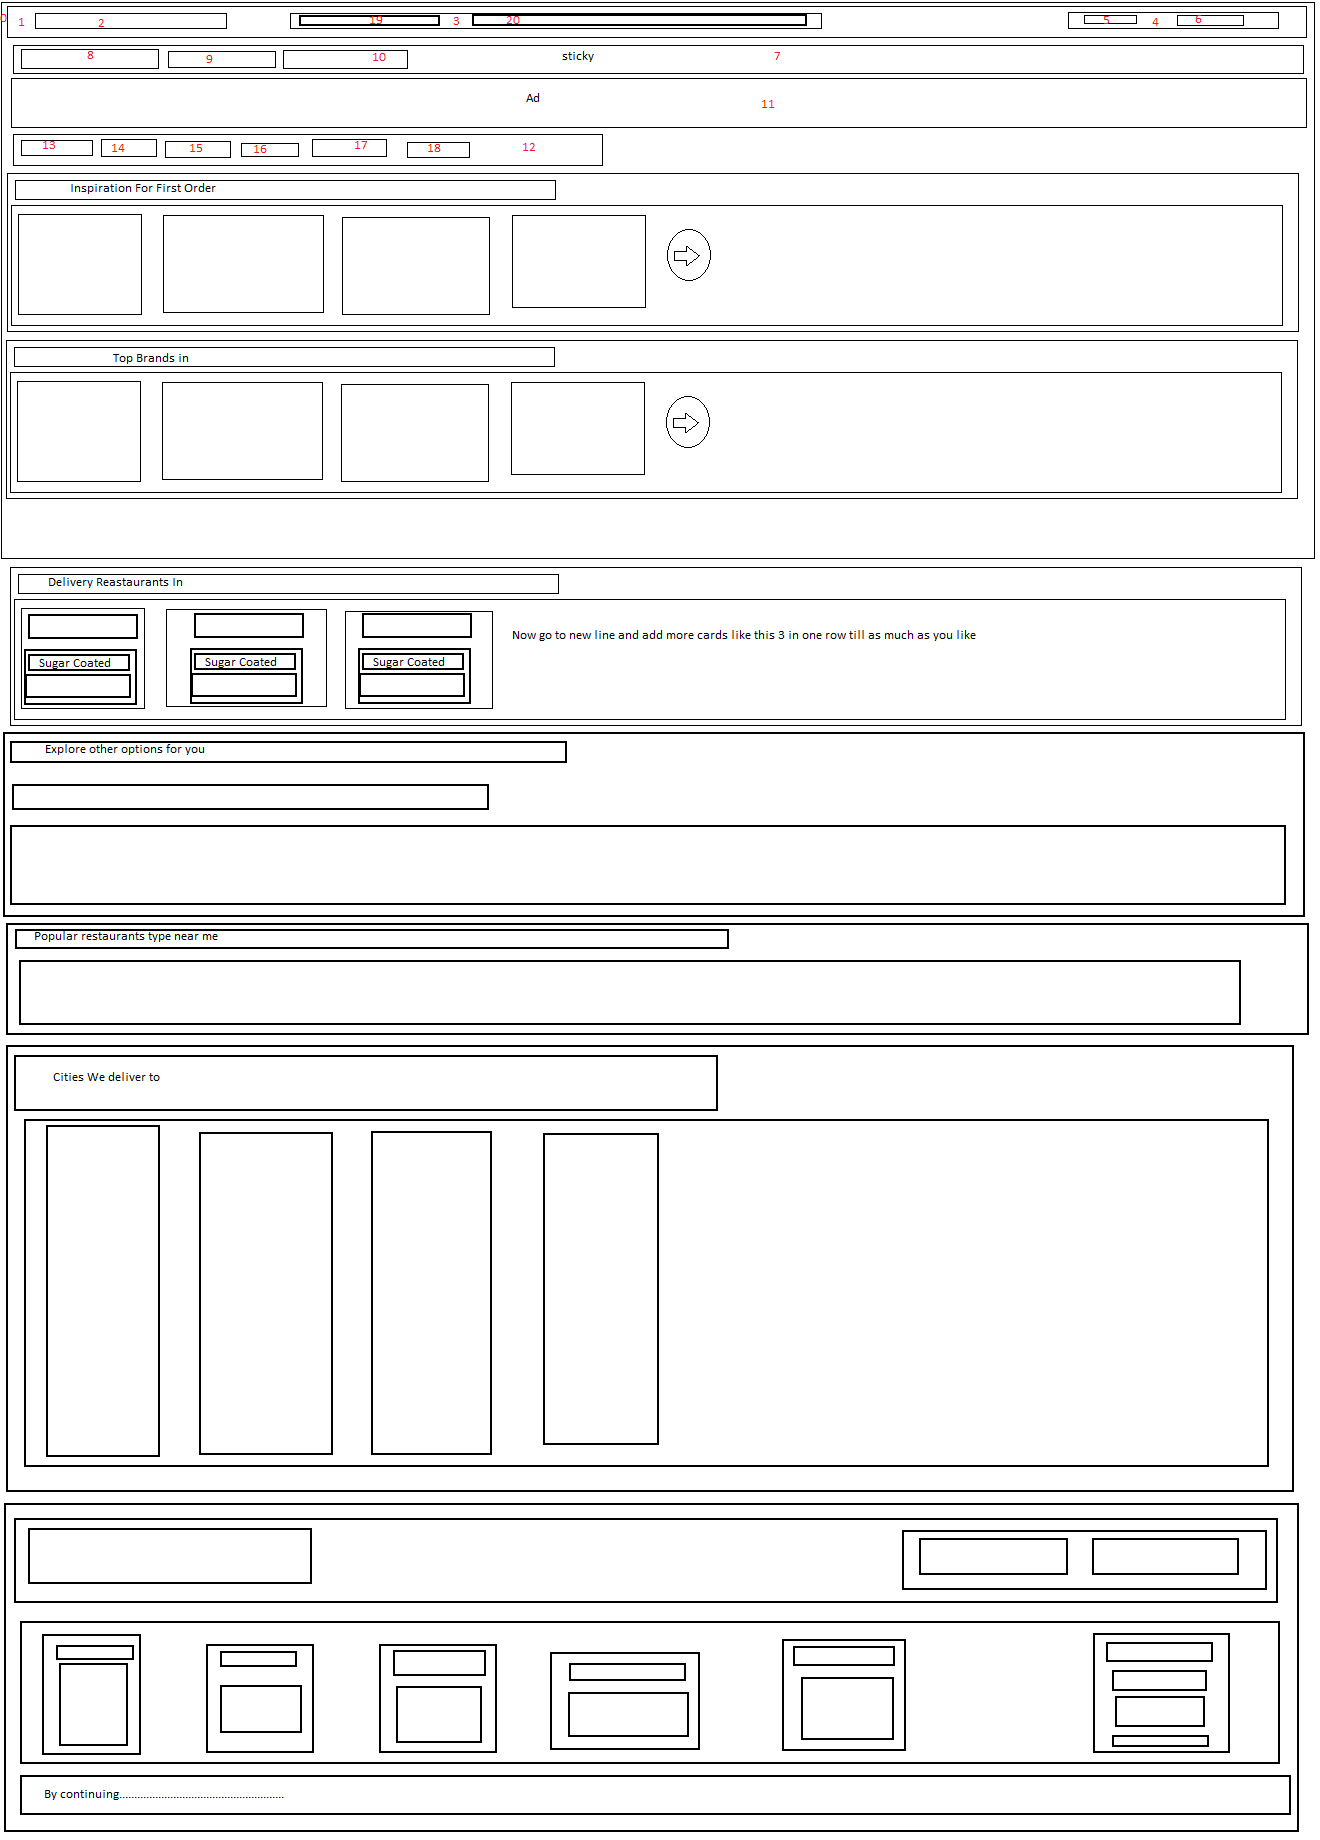 0
1
2
19
3
20
5
4
6
8
9
10
sticky
7
Ad
11
13
14
15
16
17
18
12
Inspiration For First Order
Top Brands in
Delivery Reastaurants In
Now go to new line and add more cards like this 3 in one row till as much as you like
Sugar Coated
Sugar Coated
Sugar Coated
Explore other options for you
Popular restaurants type near me
Cities We deliver to
By continuing.......................................................